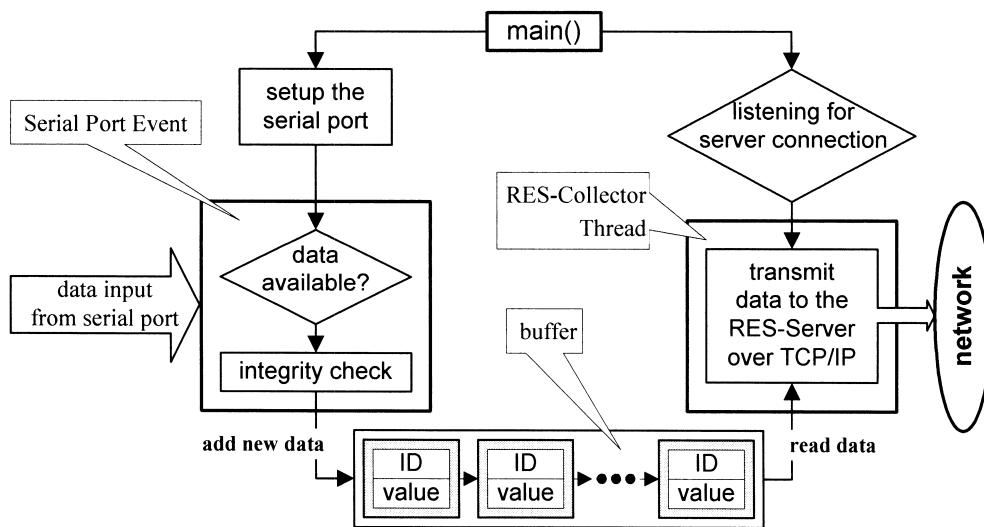 main()
setup the
serial port
listening for
server connection
Serial Port Event
RES-Collector
Thread
data
available?
data input
from serial port
transmit
data to the
RES-Server
over TCP/IP
network
buffer
integrity check
add new data
read data
ID
value
ID
value
ID
value